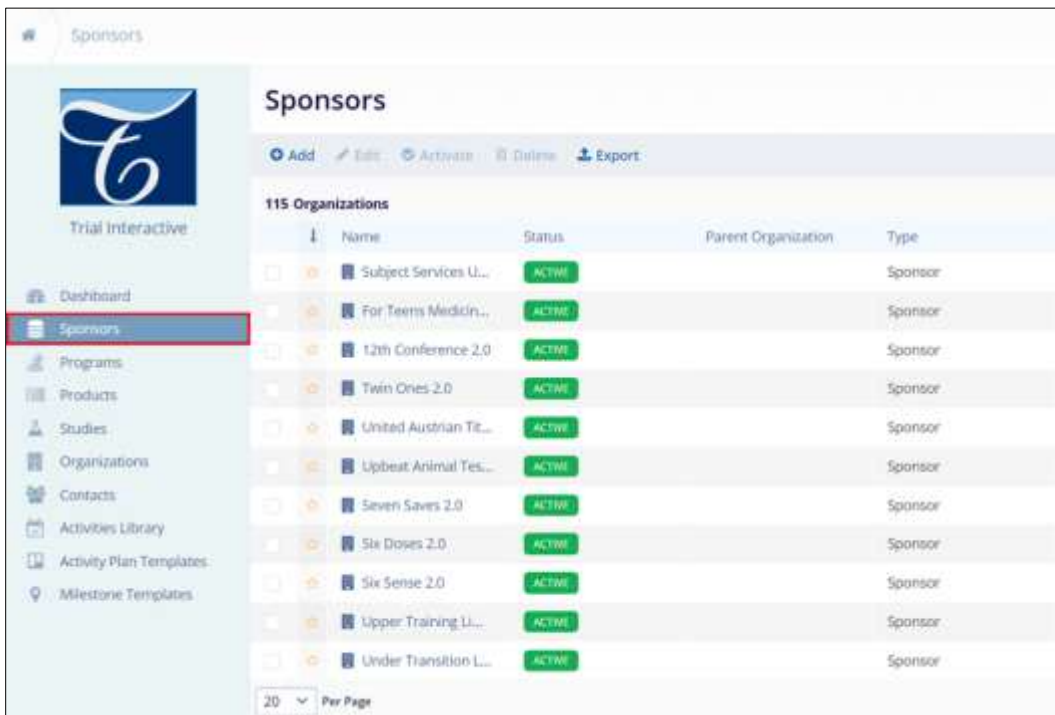 Sponsors
Trial Interactive
Dashboard
Sponsors
Programs
Products
Studies
Organizations
Contacts
Activities Library
Activity Plan Templates
Milestone Templates
Sponsors
Add Edit Activate Delete Export
115 Organizations
Name Status Parent Organization Type
Subject Services U... ACTIVE Sponsor
For Teens Medicin... ACTIVE Sponsor
12th Conference 2.0 ACTIVE Sponsor
Twin Ones 2.0 ACTIVE Sponsor
United Austrian Tit... ACTIVE Sponsor
Upbeat Animal Tes... ACTIVE Sponsor
Seven Saves 2.0 ACTIVE Sponsor
Six Doses 2.0 ACTIVE Sponsor
Six Sense 2.0 ACTIVE Sponsor
Upper Training Li... ACTIVE Sponsor
Under Transition L... ACTIVE Sponsor
20 Per Page